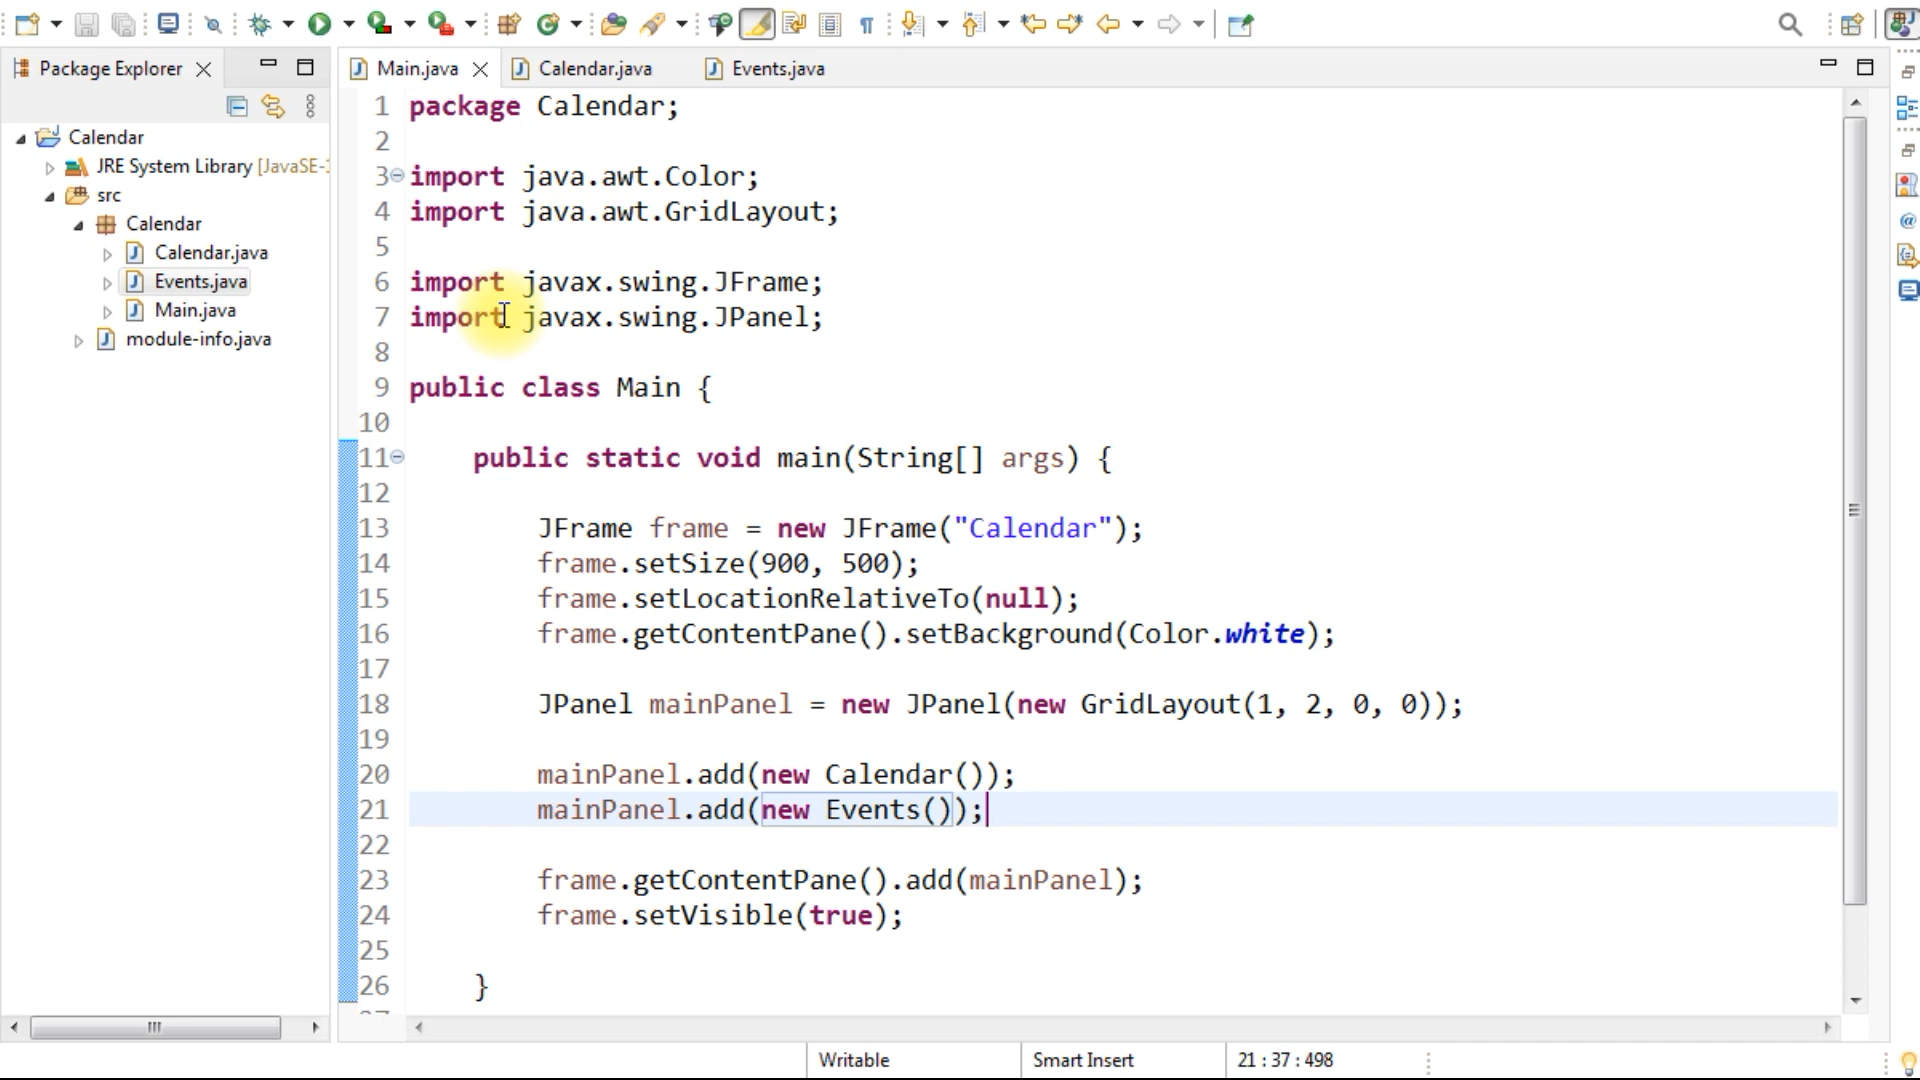 Package Explorer
Calendar
JRE System Library [JavaSE-1
src
Calendar
Calendar.java
Events.java
Main.java
module-info.java
Main.java
Calendar.java
Events.java
1 package Calendar;
2
3 import java.awt.Color;
4 import java.awt.GridLayout;
5
6 import javax.swing.JFrame;
7 import javax.swing.JPanel;
8
9 public class Main {
10
11 public static void main(String[] args) {
12
13 JFrame frame = new JFrame("Calendar");
14 frame.setSize(900, 500);
15 frame.setLocationRelativeTo(null);
16 frame.getContentPane().setBackground(Color.white);
17
18 JPanel mainPanel = new JPanel(new GridLayout(1, 2, 0, 0));
19
20 mainPanel.add(new Calendar());
21 mainPanel.add(new Events());
22
23 frame.getContentPane().add(mainPanel);
24 frame.setVisible(true);
25
26 }
Writable
Smart Insert
21 : 37 : 498